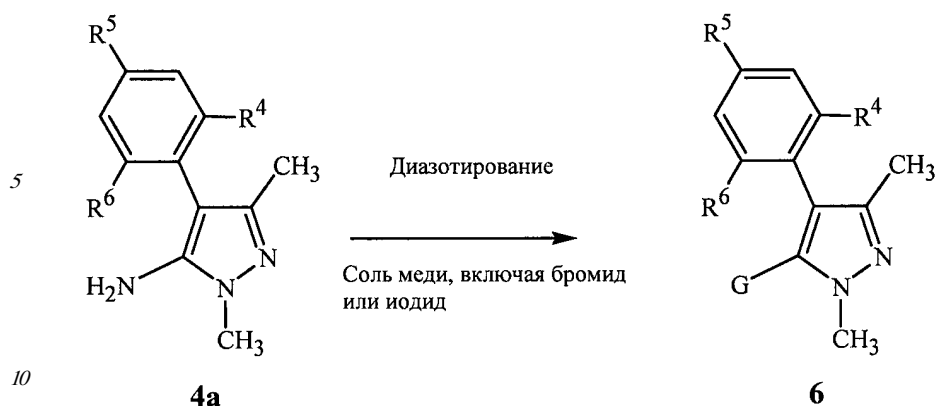 R⁵
R⁵
R⁴
R⁴
5
CH₃
Диазотирование
CH₃
R⁶
R⁶
N
N
H₂N
N
Соль меди, включая бромид
G
N
или иодид
CH₃
CH₃
10
4a
6